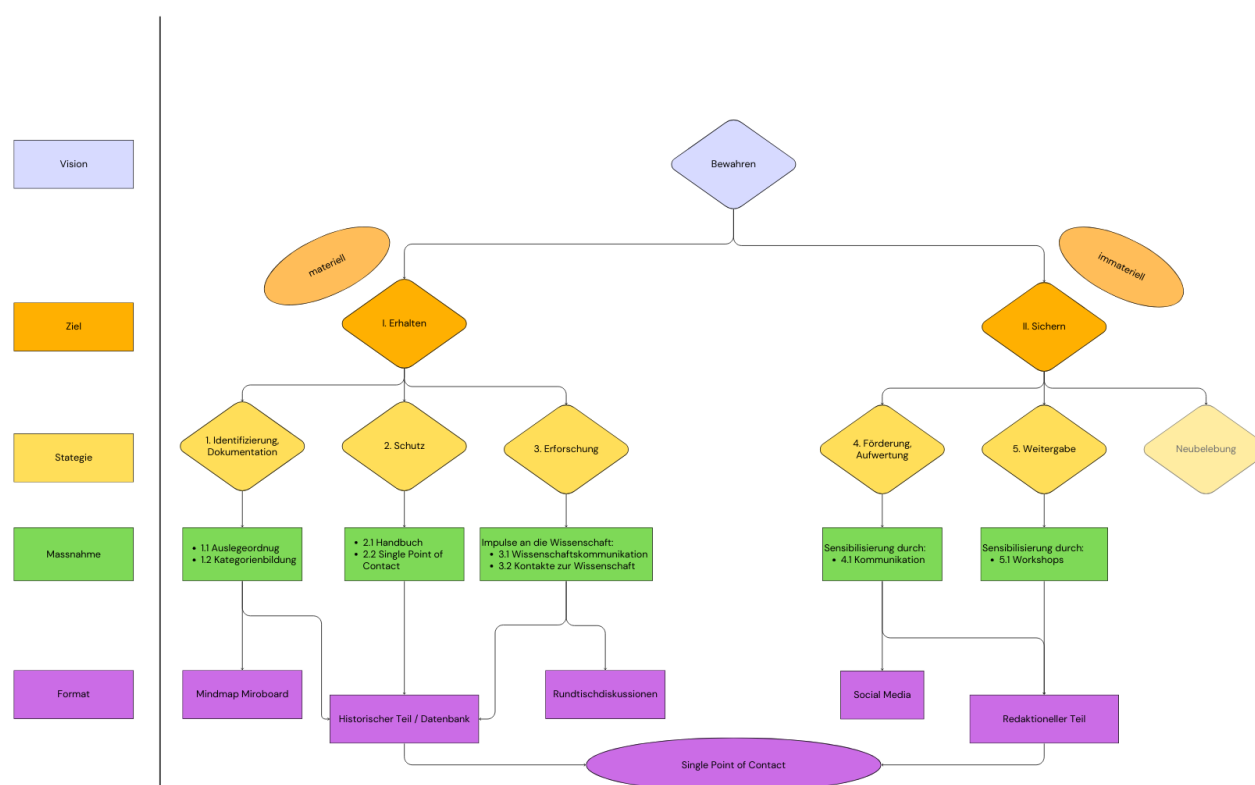 Vision
Bewahren
materiell
immateriell
Ziel
I. Erhalten
II. Sichern
Stategie
1. Identifizierung,
Dokumentation
2. Schutz
3. Erforschung
4. Förderung,
Aufwertung
5. Weitergabe
Neubelebung
Massnahme
• 1.1 Auslegeordnug
• 1.2 Kategorienbildung
• 2.1 Handbuch
• 2.2 Single Point of
Contact
Impulse an die Wissenschaft:
• 3.1 Wissenschaftskommunikation
• 3.2 Kontakte zur Wissenschaft
Sensibilisierung durch:
• 4.1 Kommunikation
Sensibilisierung durch:
• 5.1 Workshops
Format
Mindmap Miroboard
Historischer Teil / Datenbank
Rundtischdiskussionen
Social Media
Redaktioneller Teil
Single Point of Contact